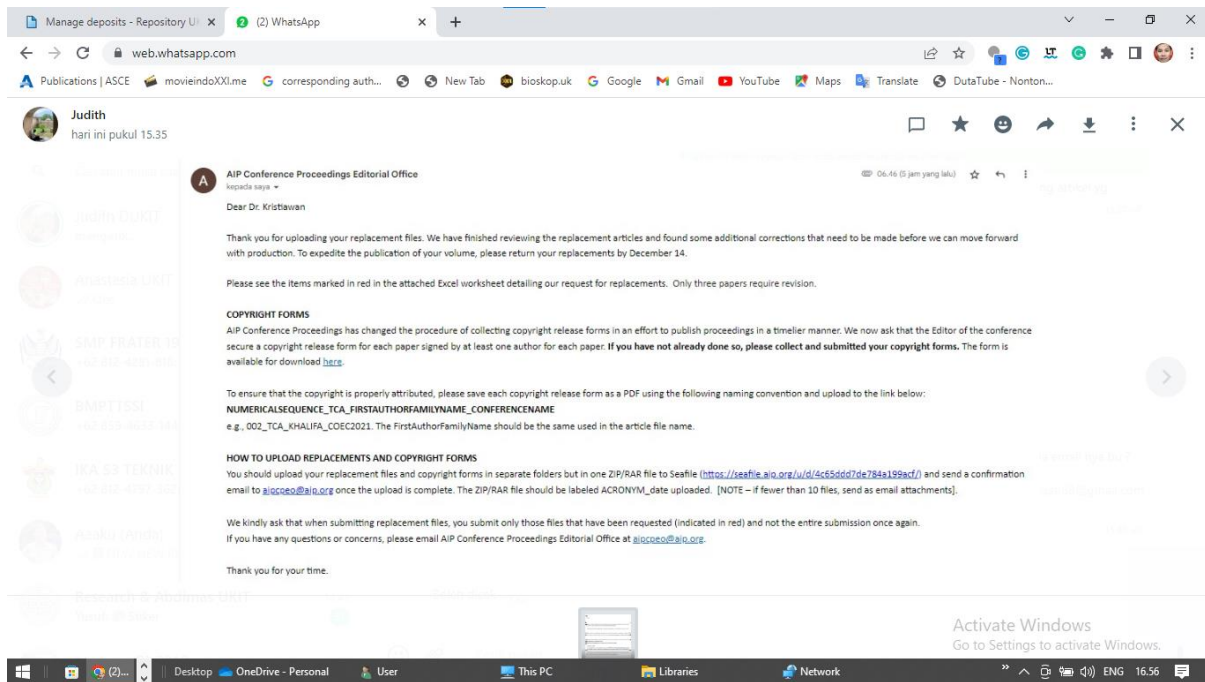 Manage deposits - Repository U
(2) WhatsApp
web.whatsapp.com
Publications | ASCE
movieindoXXI.me
corresponding auth...
New Tab
bioskop.uk
Google
Gmail
YouTube
Maps
Translate
DutaTube - Nonton...
Judith
hari ini pukul 15.35
A
AIP Conference Proceedings Editorial Office
kepada saya
06.46 (5 jam yang lalu)
Dear Dr. Kristiawan
Thank you for uploading your replacement files. We have finished reviewing the replacement articles and found some additional corrections that need to be made before we can move forward
with production. To expedite the publication of your volume, please return your replacements by December 14.
Please see the items marked in red in the attached Excel worksheet detailing our request for replacements. Only three papers require revision.
COPYRIGHT FORMS
AIP Conference Proceedings has changed the procedure of collecting copyright release forms in an effort to publish proceedings in a timelier manner. We now ask that the Editor of the conference
secure a copyright release form for each paper signed by at least one author for each paper. If you have not already done so, please collect and submitted your copyright forms. The form is
available for download here.
To ensure that the copyright is properly attributed, please save each copyright release form as a PDF using the following naming convention and upload to the link below:
NUMERICALSEQUENCE_TCA_FIRSTAUTHORFAMILYNAME_CONFERENCENAME
e.g., 002_TCA_KHALIFA_COEC2021. The FirstAuthorFamilyName should be the same used in the article file name.
HOW TO UPLOAD REPLACEMENTS AND COPYRIGHT FORMS
You should upload your replacement files and copyright forms in separate folders but in one ZIP/RAR file to Seafile (https://seafile.aip.org/u/d/4c65ddd7de784a199acf/) and send a confirmation
email to aipcpeo@aip.org once the upload is complete. The ZIP/RAR file should be labeled ACRONYM_date uploaded. [NOTE – if fewer than 10 files, send as email attachments].
We kindly ask that when submitting replacement files, you submit only those files that have been requested (indicated in red) and not the entire submission once again.
If you have any questions or concerns, please email AIP Conference Proceedings Editorial Office at aipcpeo@aip.org.
Thank you for your time.
Activate Windows
Go to Settings to activate Windows.
(2)...
Desktop
OneDrive - Personal
User
This PC
Libraries
Network
ENG
16.56